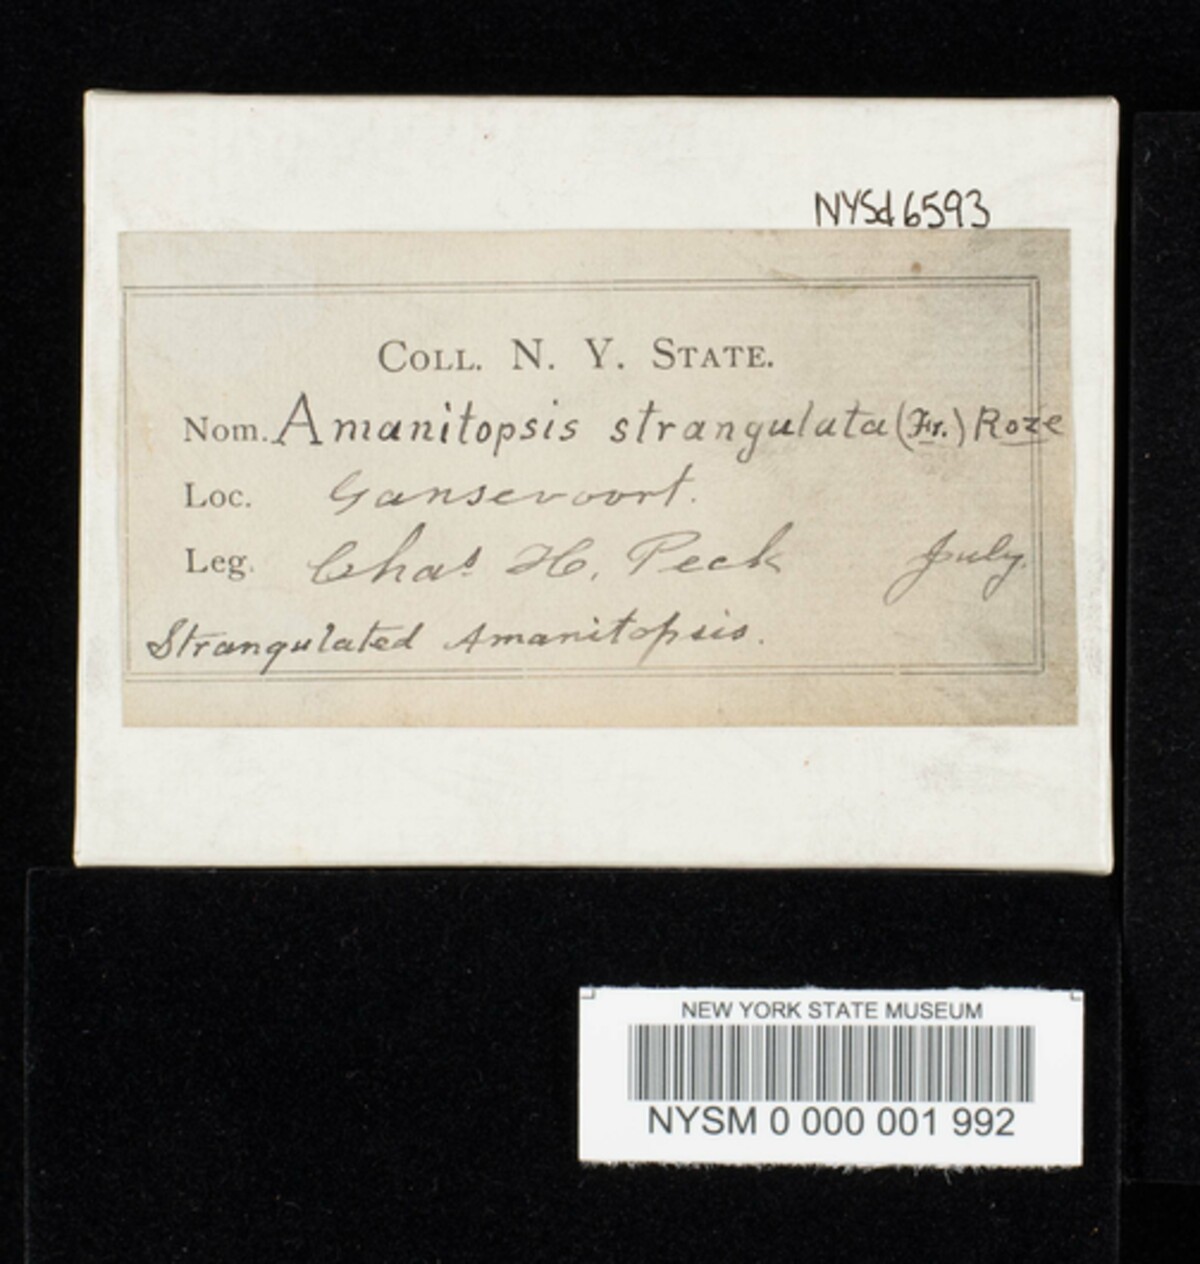 NYSd6593
COLL. N. Y. STATE.
Nom. Amanitopsis strangulata (Fr.) Roze
Loc. Gansevoort.
Leg. Chas. H. Peck July.
Strangulated Amanitopsis.
NEW YORK STATE MUSEUM
NYSM 0 000 001 992